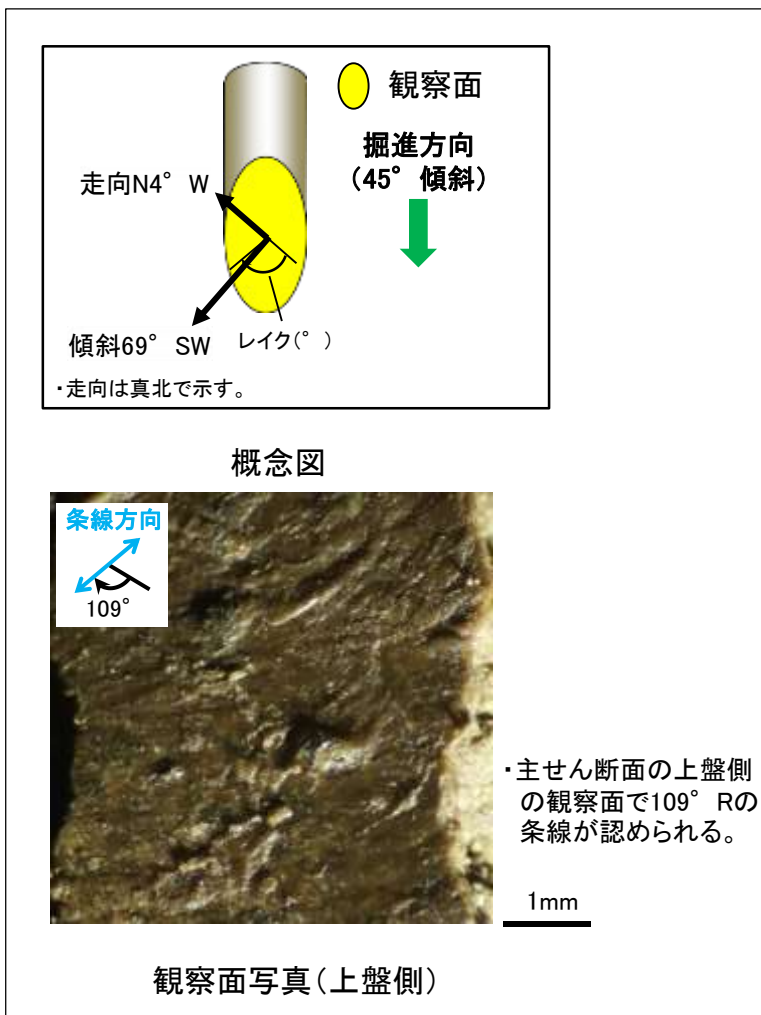 観察面
掘進方向
(45°傾斜)
走向N4°W
傾斜69°SW
レイク(°)
・走向は真北で示す。
概念図
条線方向
109°
・主せん断面の上盤側
の観察面で109°Rの
条線が認められる。
1mm
観察面写真(上盤側)